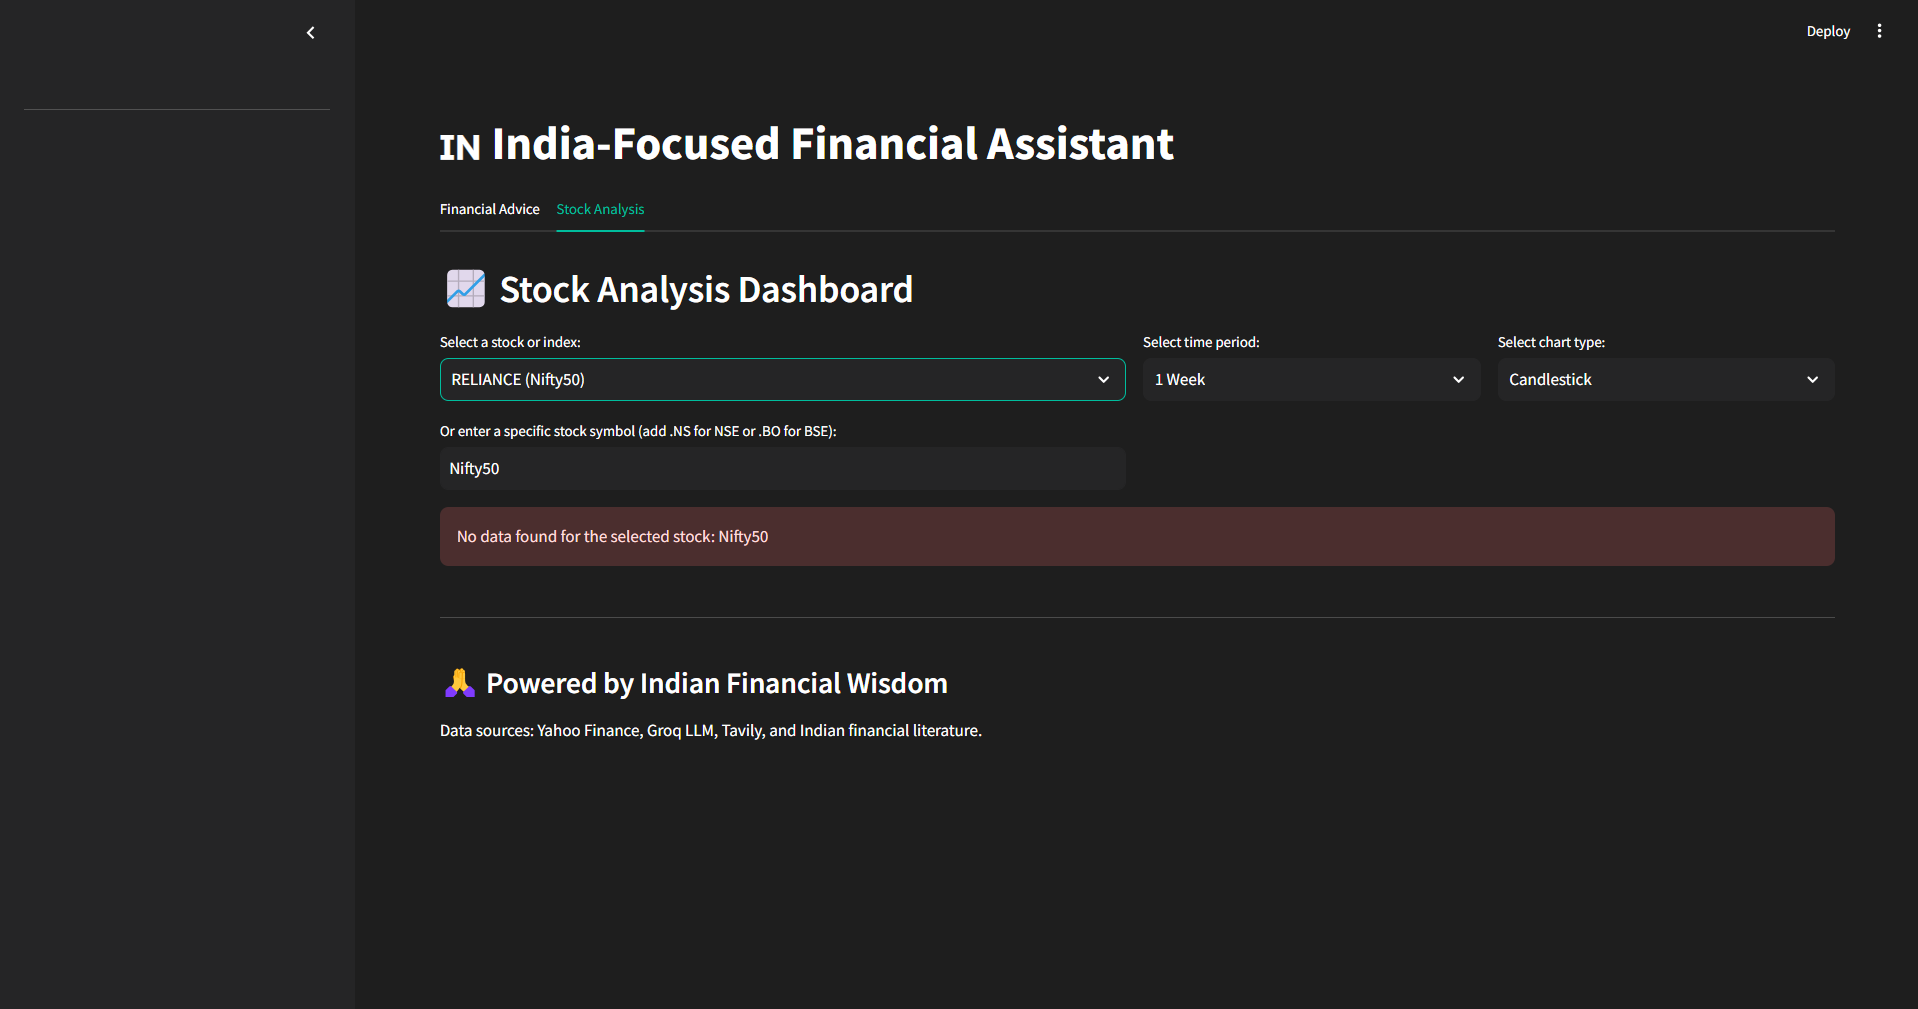 Deploy
IN India-Focused Financial Assistant
Financial Advice Stock Analysis
Stock Analysis Dashboard
Select a stock or index: Select time period: Select chart type:
RELIANCE (Nifty50) 1 Week Candlestick
Or enter a specific stock symbol (add .NS for NSE or .BO for BSE):
Nifty50
No data found for the selected stock: Nifty50
Powered by Indian Financial Wisdom
Data sources: Yahoo Finance, Groq LLM, Tavily, and Indian financial literature.